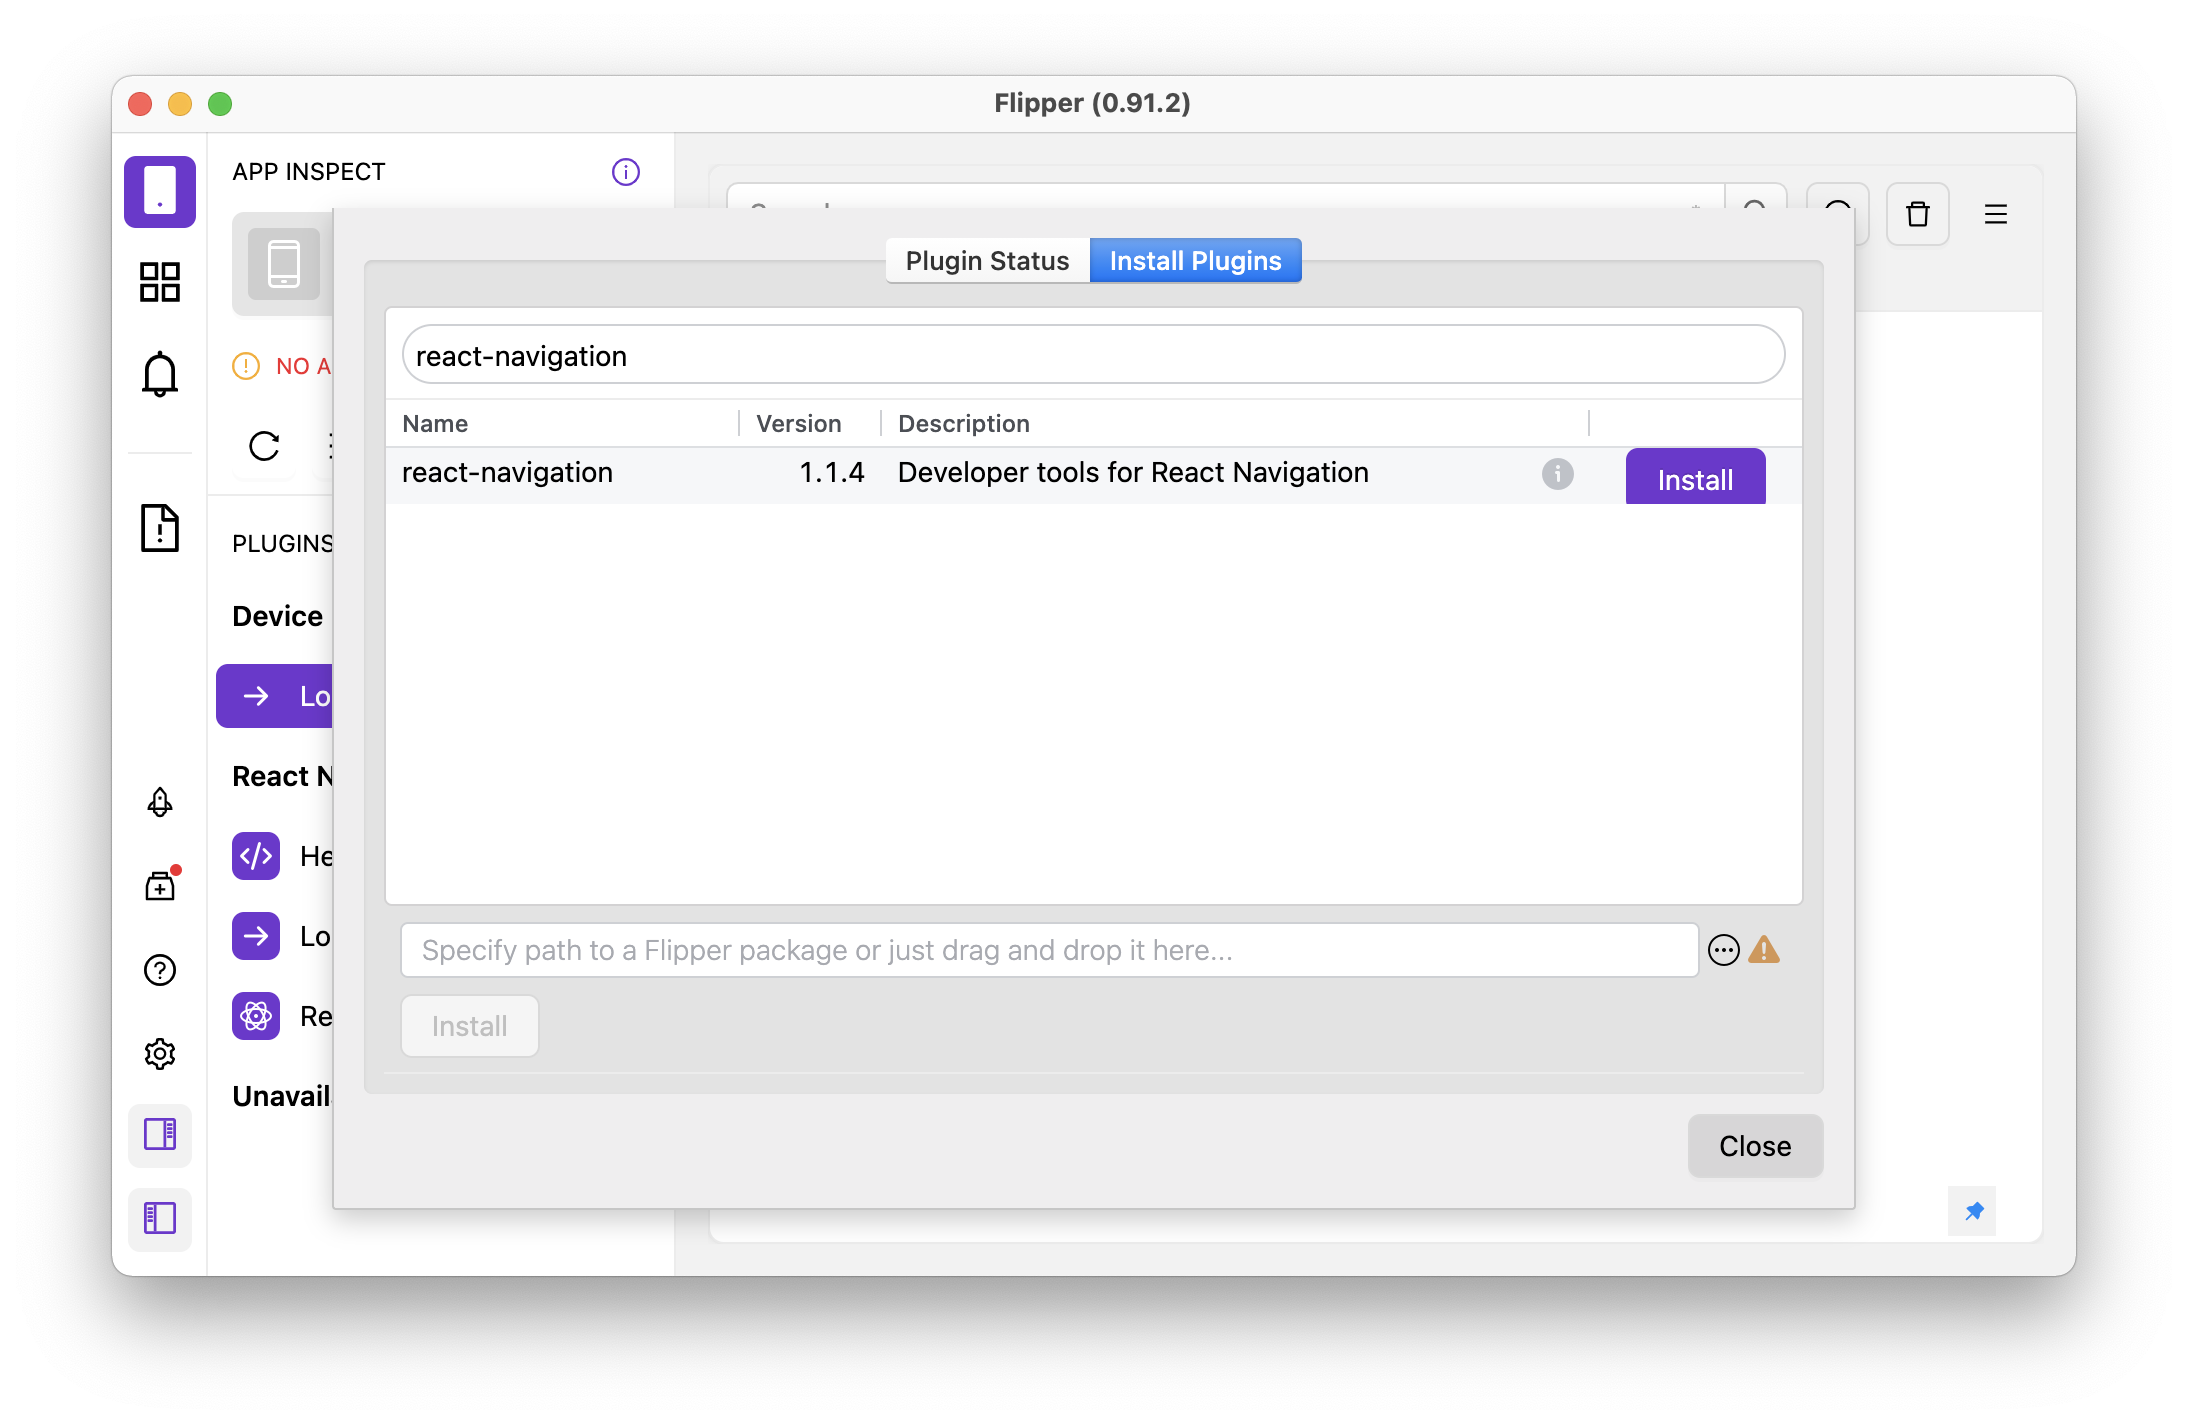 Flipper (0.91.2)
APP INSPECT
NO A
PLUGINS
Device
Lo
React N
He
Lo
Re
Unavail
Plugin Status
Install Plugins
react-navigation
Name
Version
Description
react-navigation
1.1.4
Developer tools for React Navigation
Install
Specify path to a Flipper package or just drag and drop it here...
Install
Close